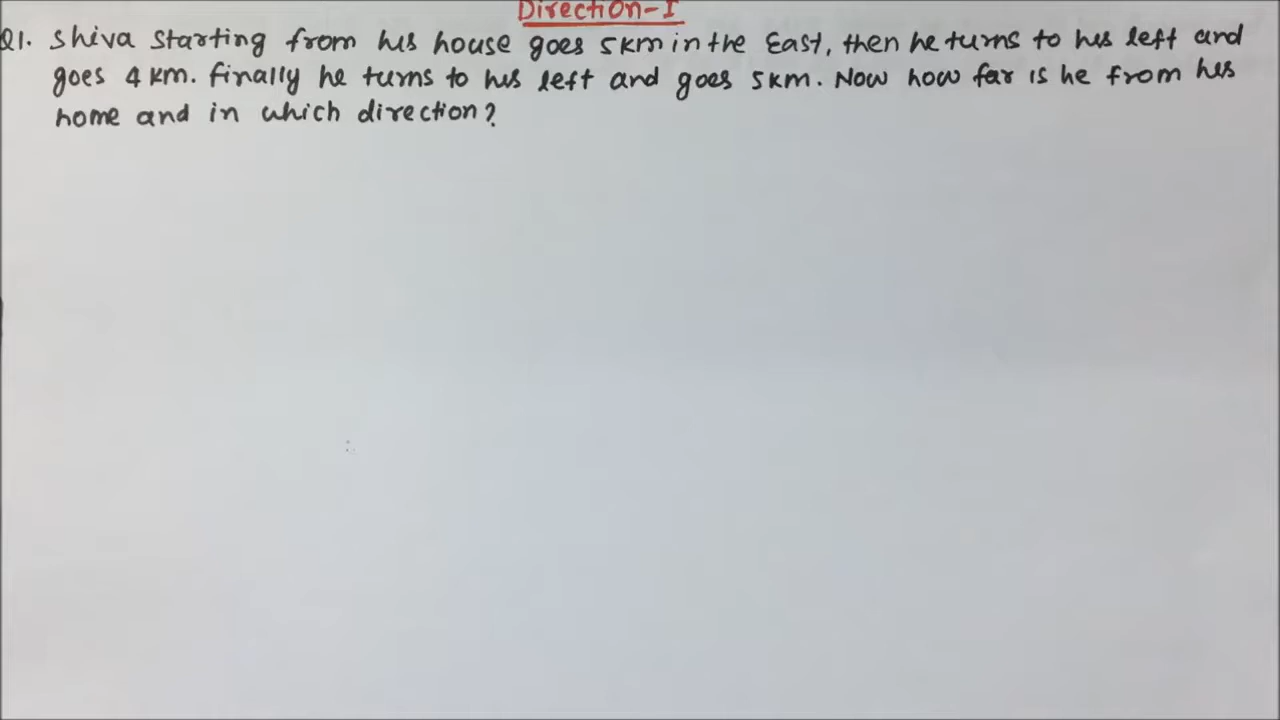 Direction-I
Q1. Shiva starting from his house goes 5km in the East, then he turns to his left and
goes 4 km. Finally he turns to his left and goes 5km. Now how far is he from his
home and in which direction?